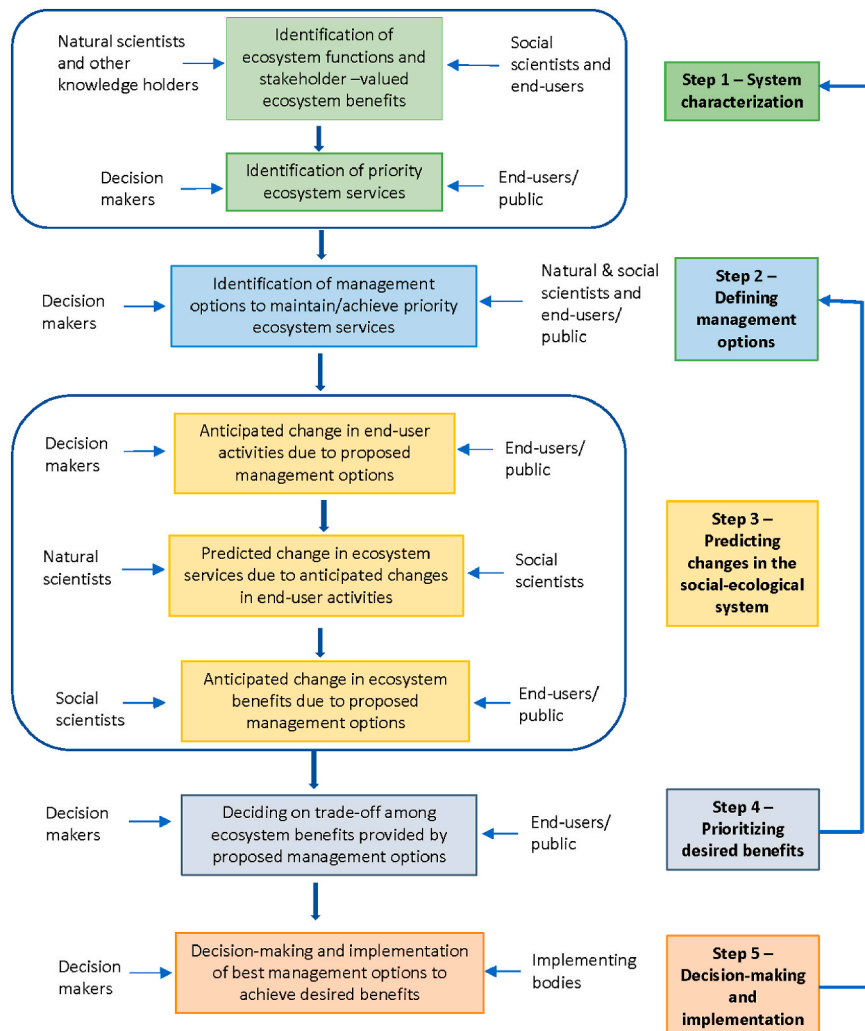 Natural scientists
and other
knowledge holders
Identification of
ecosystem functions and
stakeholder –valued
ecosystem benefits
Social
scientists and
end-users
Step 1 – System
characterization
Decision
makers
Identification of priority
ecosystem services
End-users/
public
Decision
makers
Identification of management
options to maintain/achieve priority
ecosystem services
Natural & social
scientists and
end-users/
public
Step 2 –
Defining
management
options
Decision
makers
Anticipated change in end-user
activities due to proposed
management options
End-users/
public
Natural
scientists
Predicted change in ecosystem
services due to anticipated changes
in end-user activities
Social
scientists
Step 3 –
Predicting
changes in the
social-ecological
system
Social
scientists
Anticipated change in ecosystem
benefits due to proposed
management options
End-users/
public
Decision
makers
Deciding on trade-off among
ecosystem benefits provided by
proposed management options
End-users/
public
Step 4 –
Prioritizing
desired benefits
Decision
makers
Decision-making and implementation
of best management options to
achieve desired benefits
Implementing
bodies
Step 5 –
Decision-making
and
implementation